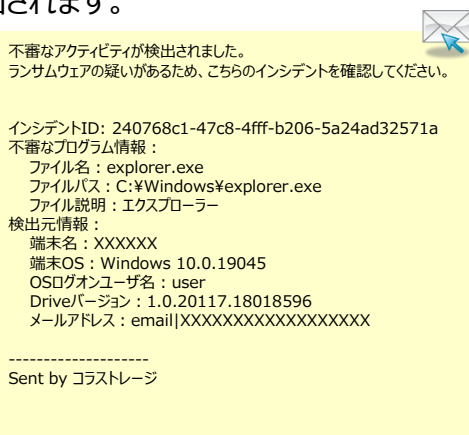 されます。
不審なアクティビティが検出されました。
ランサムウェアの疑いがあるため、こちらのインシデントを確認してください。
インシデントID: 240768c1-47c8-4fff-b206-5a24ad32571a
不審なプログラム情報：
ファイル名：explorer.exe
ファイルパス：C:¥Windows¥explorer.exe
ファイル説明：エクスプローラー
検出元情報：
端末名：XXXXXX
端末OS：Windows 10.0.19045
OSログオンユーザ名：user
Driveバージョン：1.0.20117.18018596
メールアドレス：email|XXXXXXXXXXXXXXXXXX
--------------------
Sent by コラストレージ